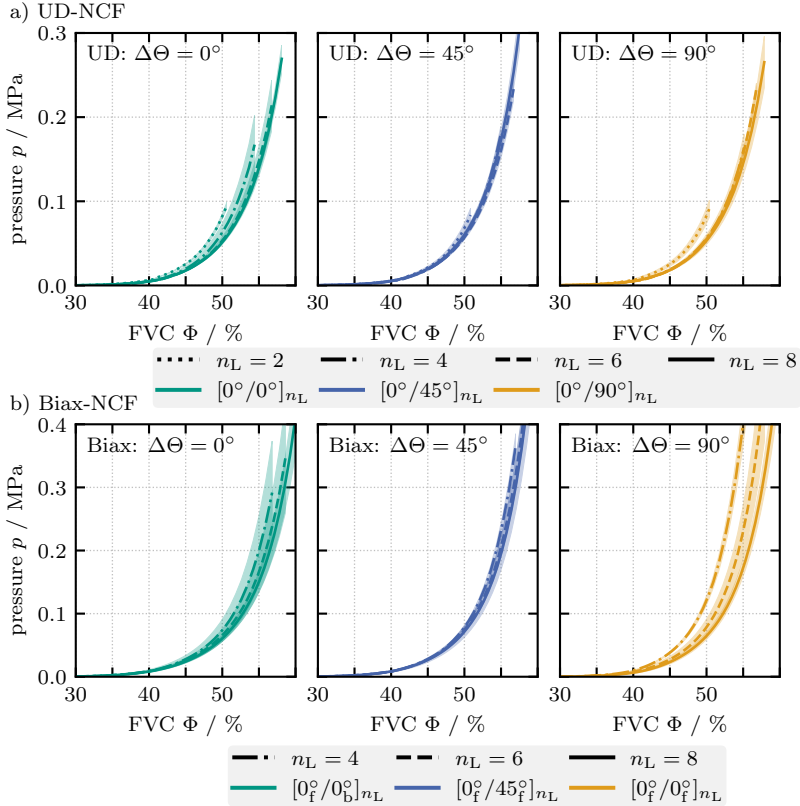 a) UD-NCF
UD: ΔΘ = 0°
UD: ΔΘ = 45°
UD: ΔΘ = 90°
pressure p / MPa
0.3
0.2
0.1
0.0
30 40 50
30 40 50
30 40 50
FVC Φ / %
FVC Φ / %
FVC Φ / %
n_L = 2 n_L = 4 n_L = 6 n_L = 8
[0°/0°]_{n_L} [0°/45°]_{n_L} [0°/90°]_{n_L}
b) Biax-NCF
Biax: ΔΘ = 0°
Biax: ΔΘ = 45°
Biax: ΔΘ = 90°
pressure p / MPa
0.4
0.3
0.2
0.1
0.0
30 40 50
30 40 50
30 40 50
FVC Φ / %
FVC Φ / %
FVC Φ / %
n_L = 4 n_L = 6 n_L = 8
[0°_f/0°_b]_{n_L} [0°_f/45°_f]_{n_L} [0°_f/0°_f]_{n_L}